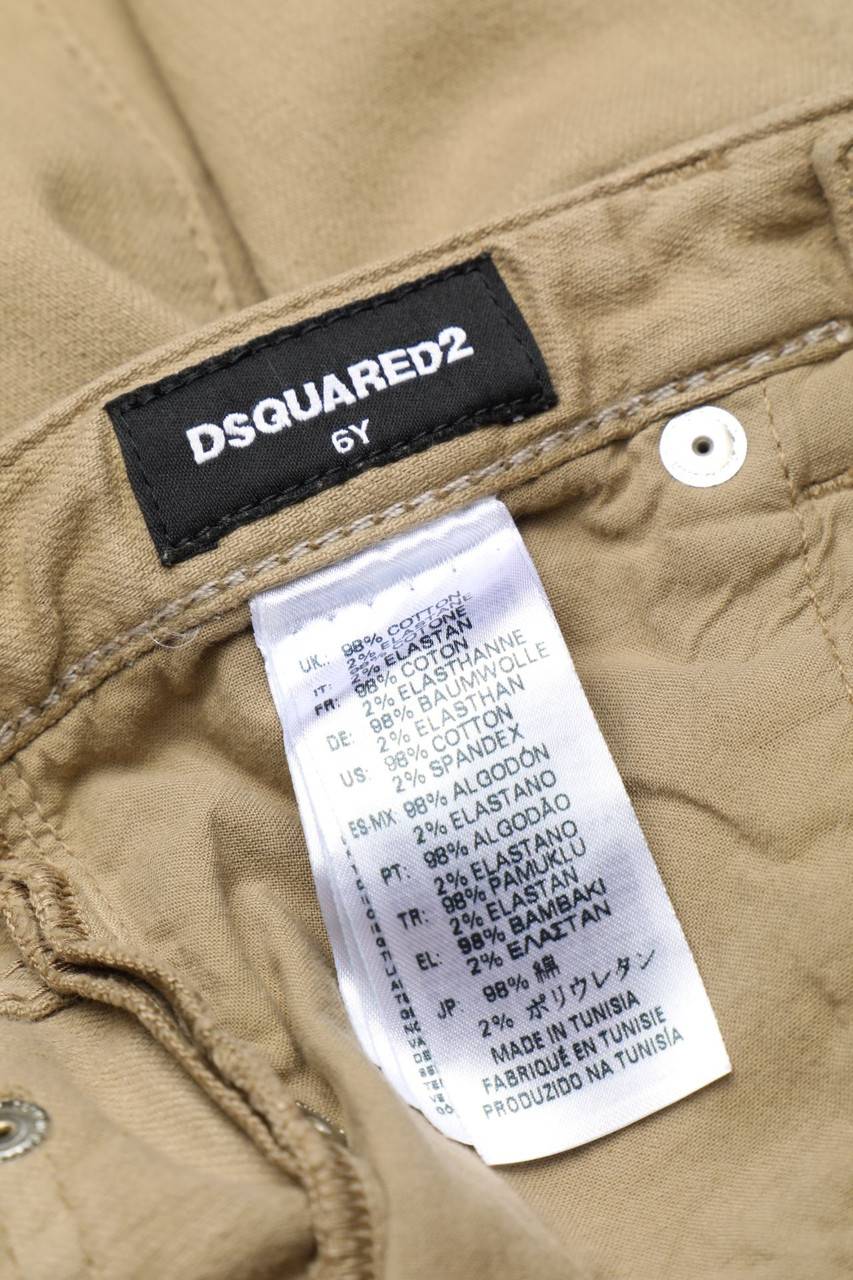 DSQUARED2
6Y
UK: 98% COTTON
2% ELASTONE
IT:
2% ELASTAN
FR: 98% COTON
2% ELASTHANNE
DE: 98% BAUMWOLLE
2% ELASTHAN
US: 98% COTTON
2% SPANDEX
ES-MX: 98% ALGODÓN
2% ELASTANO
PT: 98% ALGODÃO
2% ELASTANO
TR: 98% PAMUKLU
2% ELASTAN
EL: 98% ΒΑΜΒΑΚΙ
2% ΕΛΑΣΤΑΝ
JP: 98% 綿
2% ポリウレタン
MADE IN TUNISIA
FABRIQUÉ EN TUNISIE
PRODUZIDO NA TUNÍSIA